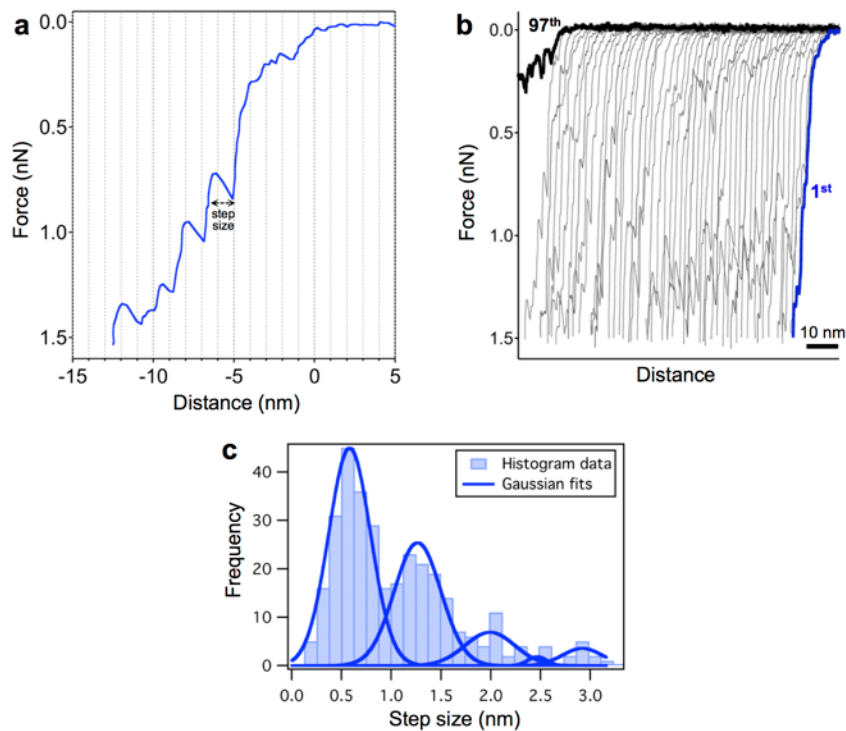 a
0.0
0.5
1.0
1.5
Force (nN)
step
size
-15
-10
-5
0
5
Distance (nm)
b
97th
0.0
0.5
1.0
1.5
Force (nN)
1st
10 nm
Distance
c
Histogram data
Gaussian fits
40
30
20
10
0
Frequency
0.0
0.5
1.0
1.5
2.0
2.5
3.0
Step size (nm)